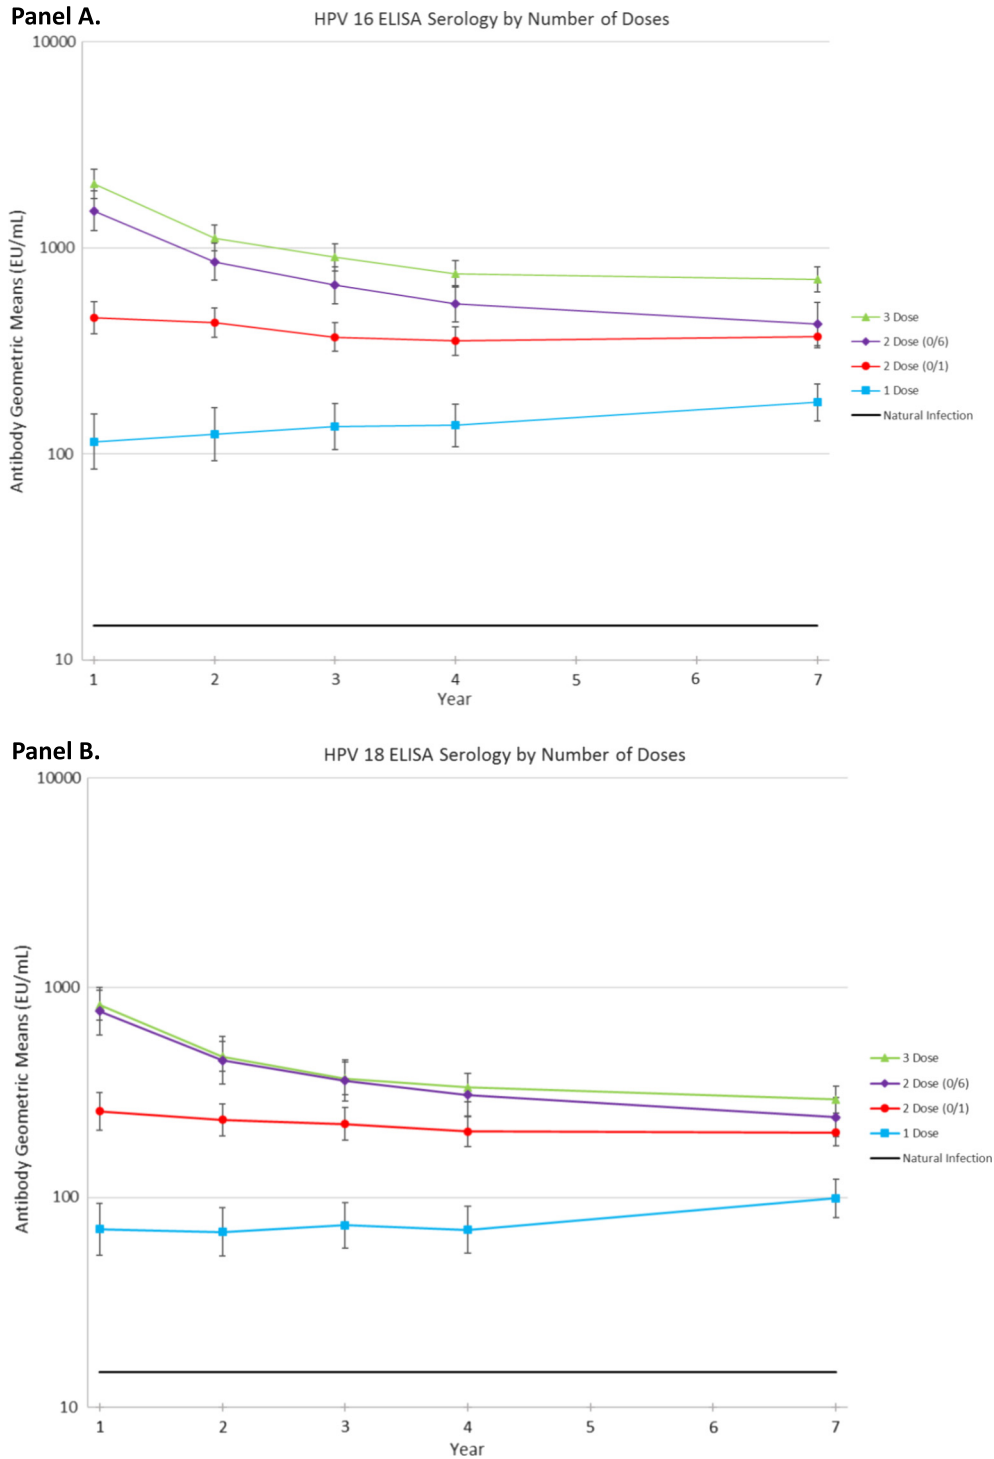 Panel A.
HPV 16 ELISA Serology by Number of Doses
Antibody Geometric Means (EU/mL)
10000
1000
100
10
1 2 3 4 5 6 7
Year
3 Dose
2 Dose (0/6)
2 Dose (0/1)
1 Dose
Natural Infection
Panel B.
HPV 18 ELISA Serology by Number of Doses
Antibody Geometric Means (EU/mL)
10000
1000
100
10
1 2 3 4 5 6 7
Year
3 Dose
2 Dose (0/6)
2 Dose (0/1)
1 Dose
Natural Infection